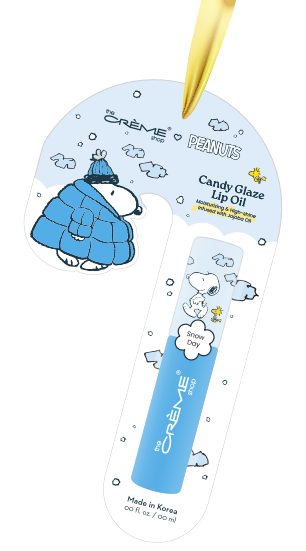 the
CRÈME®
shop
PEANUTS
Candy Glaze
Lip Oil
Moisturizing & High-shine
infused with Jojoba Oil
Snow
Day
the
CRÈME®
shop
Made in Korea
00 fl. oz. / 00 ml